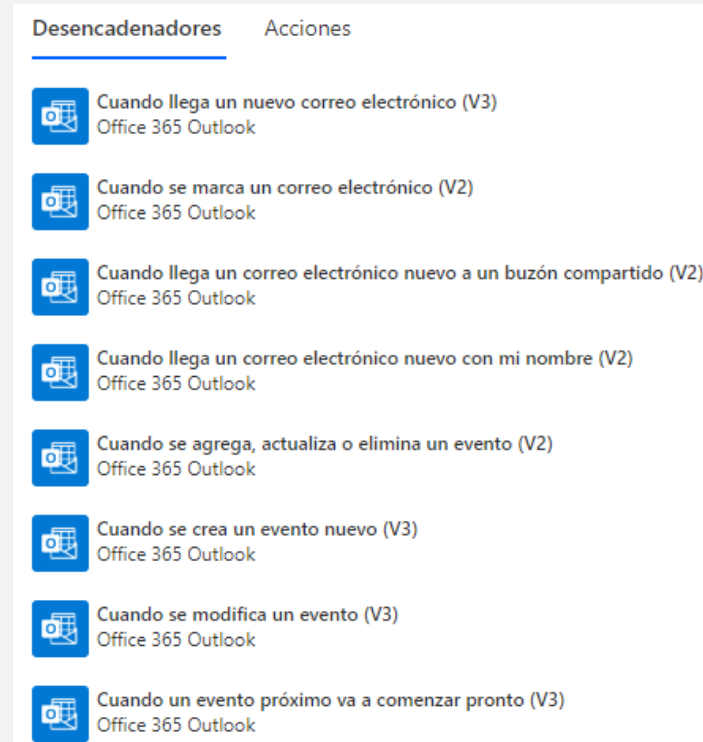 Desencadenadores Acciones
Cuando llega un nuevo correo electrónico (V3)
Office 365 Outlook
Cuando se marca un correo electrónico (V2)
Office 365 Outlook
Cuando llega un correo electrónico nuevo a un buzón compartido (V2)
Office 365 Outlook
Cuando llega un correo electrónico nuevo con mi nombre (V2)
Office 365 Outlook
Cuando se agrega, actualiza o elimina un evento (V2)
Office 365 Outlook
Cuando se crea un evento nuevo (V3)
Office 365 Outlook
Cuando se modifica un evento (V3)
Office 365 Outlook
Cuando un evento próximo va a comenzar pronto (V3)
Office 365 Outlook